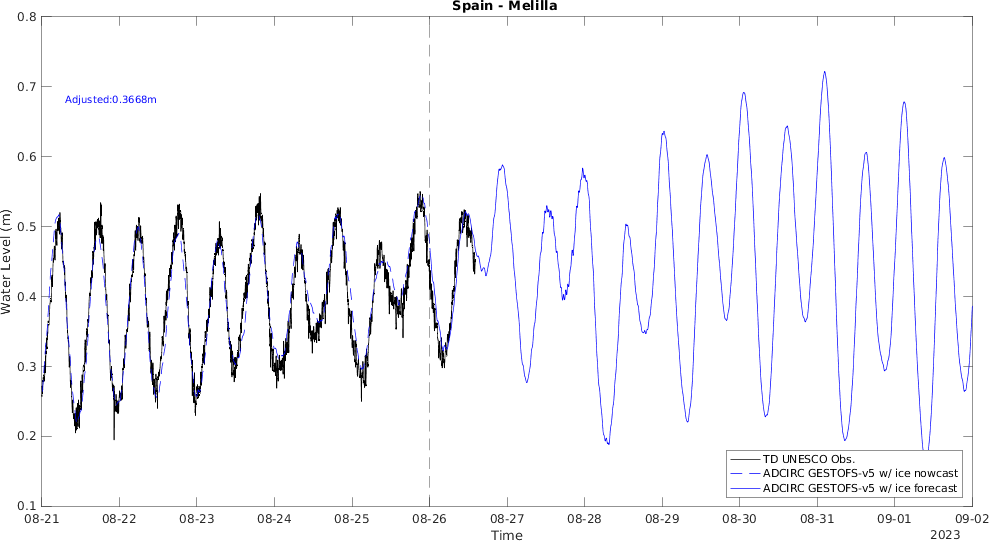 Spain - Melilla
0.8
0.7
0.6
0.5
0.4
0.3
0.2
0.1
Water Level (m)
Adjusted:0.3668m
TD UNESCO Obs.
ADCIRC GESTOFS-v5 w/ ice nowcast
ADCIRC GESTOFS-v5 w/ ice forecast
08-21 08-22 08-23 08-24 08-25 08-26 08-27 08-28 08-29 08-30 08-31 09-01 09-02
Time
2023